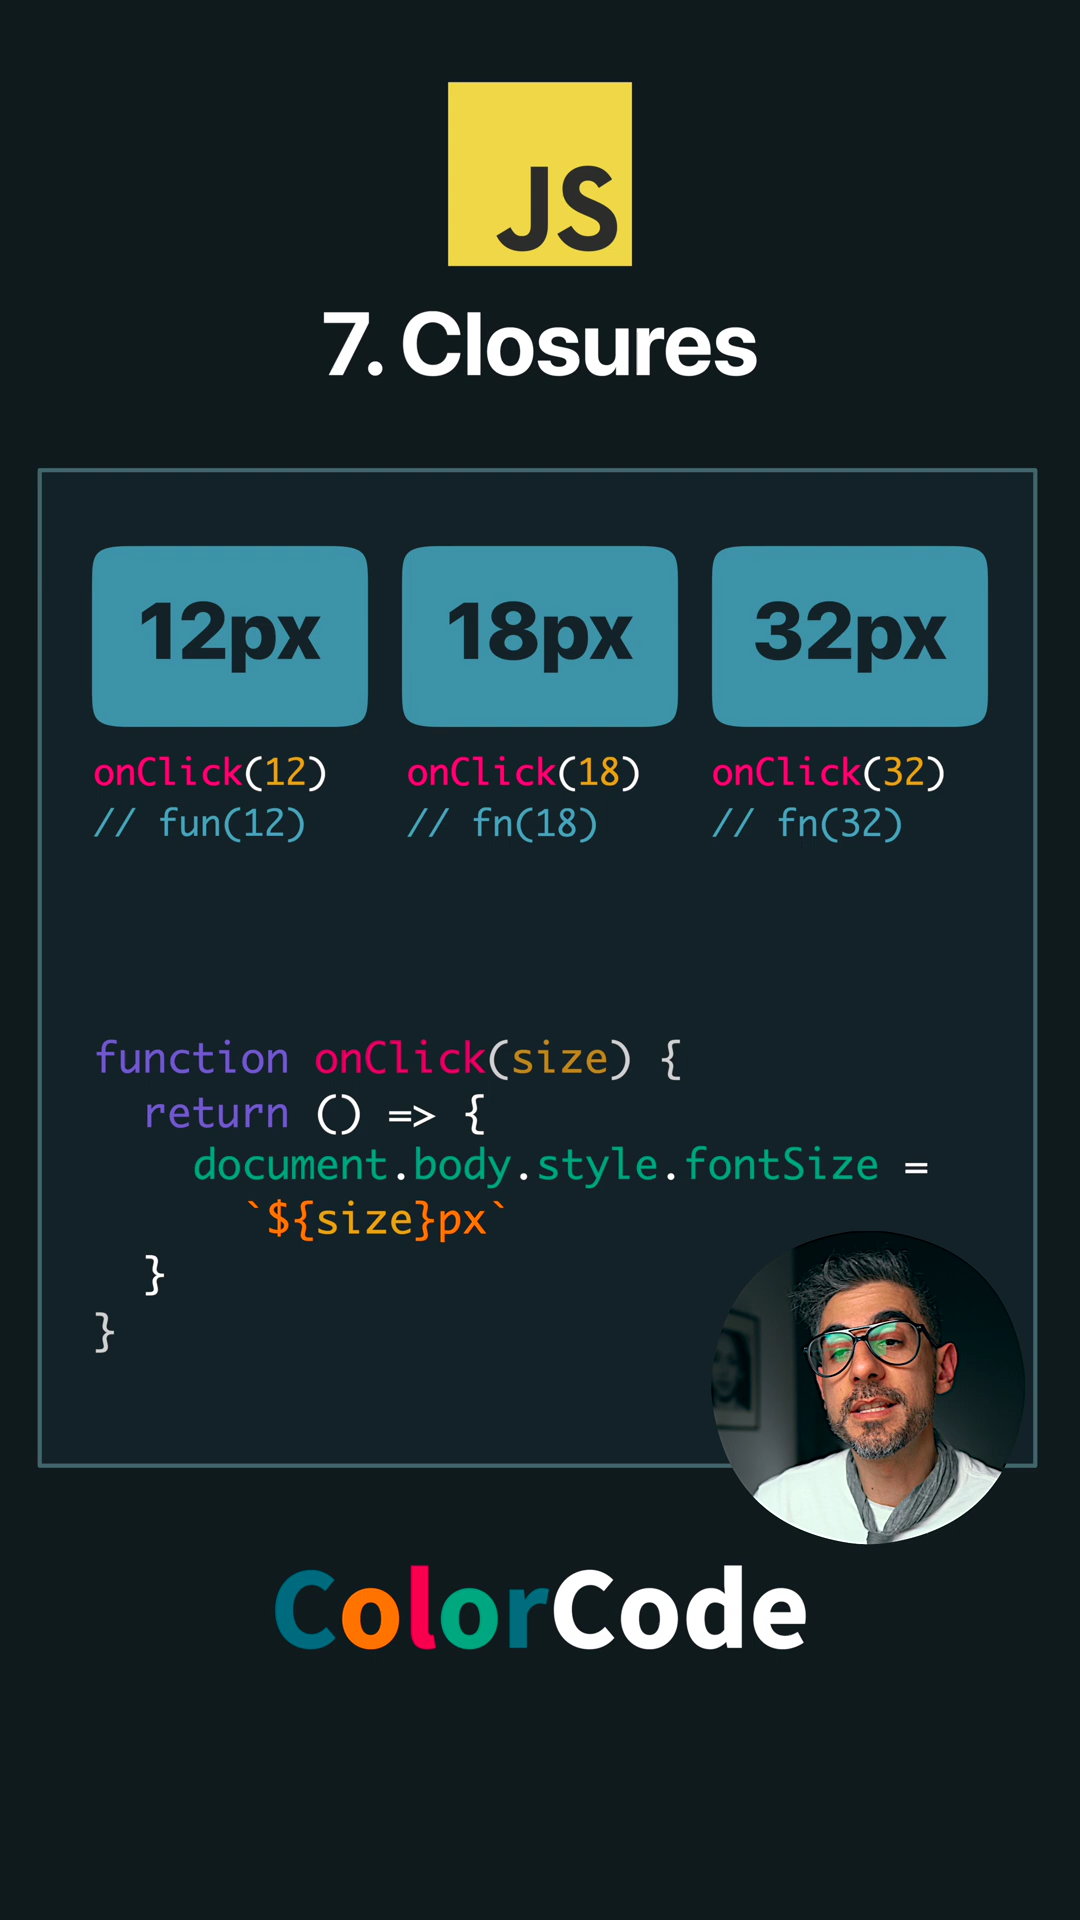 JS
7. Closures
12px 18px 32px
onClick(12) onClick(18) onClick(32)
// fun(12) // fn(18) // fn(32)
function onClick(size) {
  return () => {
    document.body.style.fontSize =
      `${size}px`
  }
}
ColorCode